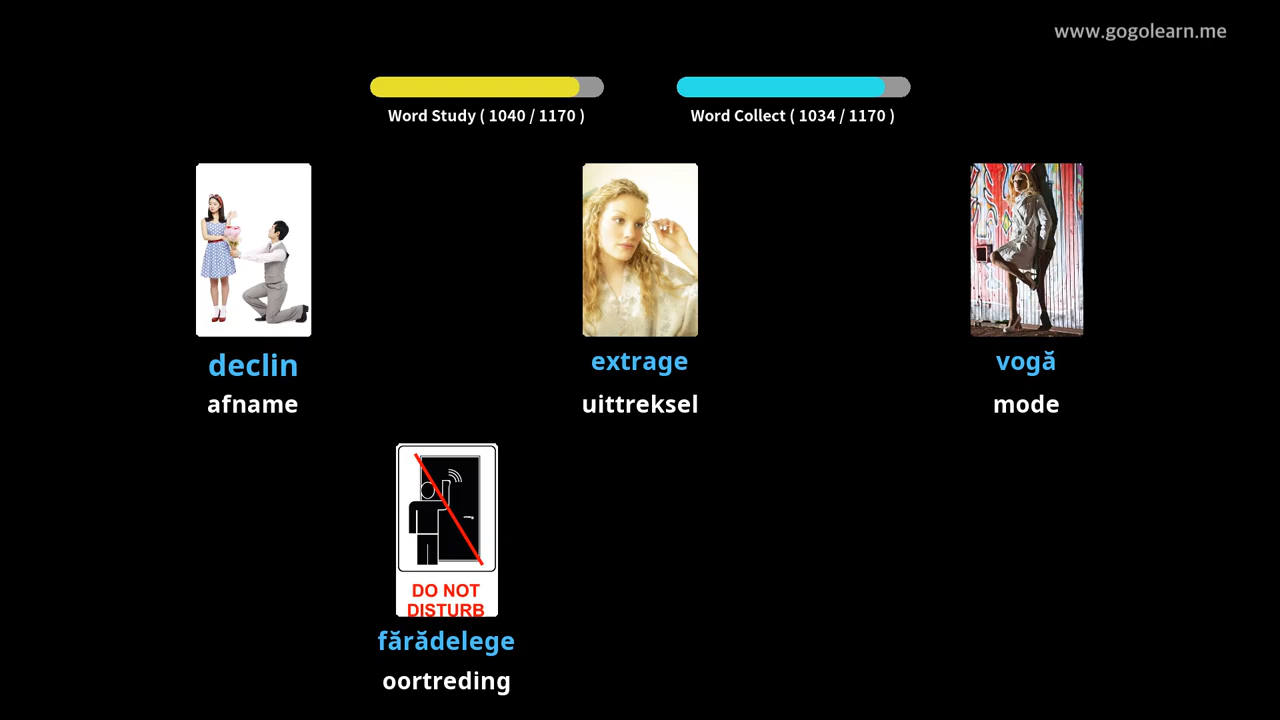 www.gogolearn.me
Word Study ( 1040 / 1170 )
Word Collect ( 1034 / 1170 )
declin
extrage
vogă
afname
uittreksel
mode
DO NOT
DISTURB
fărădelege
oortreding